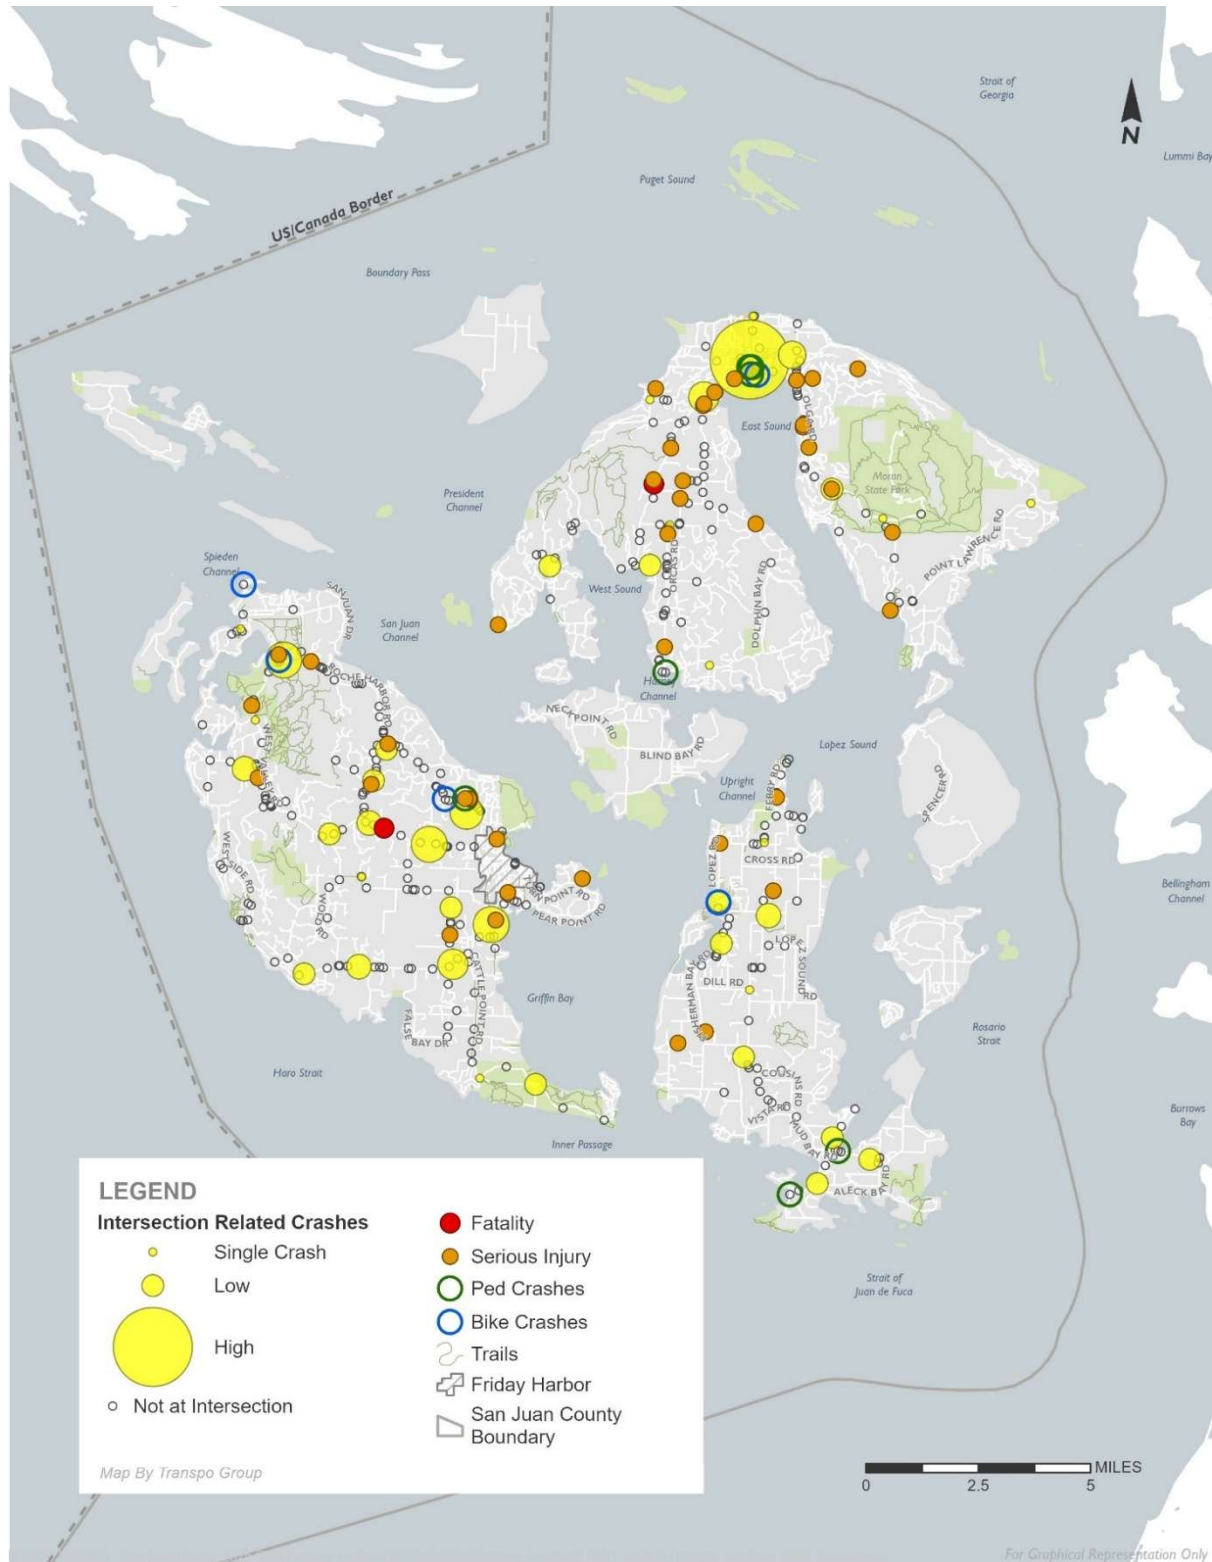 Strait of
Georgia
N
Lummi Bay
Puget Sound
US/Canada Border
Boundary Pass
OLGA RD
East Sound
Moran
State Park
President
Channel
POINT LAWRENCE RD
Spieden
Channel
ORCAS RD
DOLPHIN BAY RD
West Sound
SAN JUAN DR
San Juan
Channel
ROCHE HARBOR RD
Channel
NECK POINT RD
BLIND BAY RD
Lopez Sound
WEST VALLEY RD
Upright
Channel
FERRY RD
SPENCER RD
WEST SIDE RD
LOPEZ RD
CROSS RD
Bellingham
Channel
POINT RD
PEAR POINT RD
WOLD RD
LOPEZ SOUND
RD
FISHERMAN BAY
RD
DILL RD
CATTLE POINT RD
Griffin Bay
FALSE
BAY DR
Rosario
Strait
Haro Strait
COUSINS RD
VISTA RD
MUD BAY RD
Burrows
Bay
Inner Passage
ALECK BAY RD
LEGEND
Intersection Related Crashes
Single Crash
Low
High
Not at Intersection
Fatality
Serious Injury
Ped Crashes
Bike Crashes
Trails
Friday Harbor
San Juan County
Boundary
Map By Transpo Group
Strait of
Juan de Fuca
MILES
0 2.5 5
For Graphical Representation Only